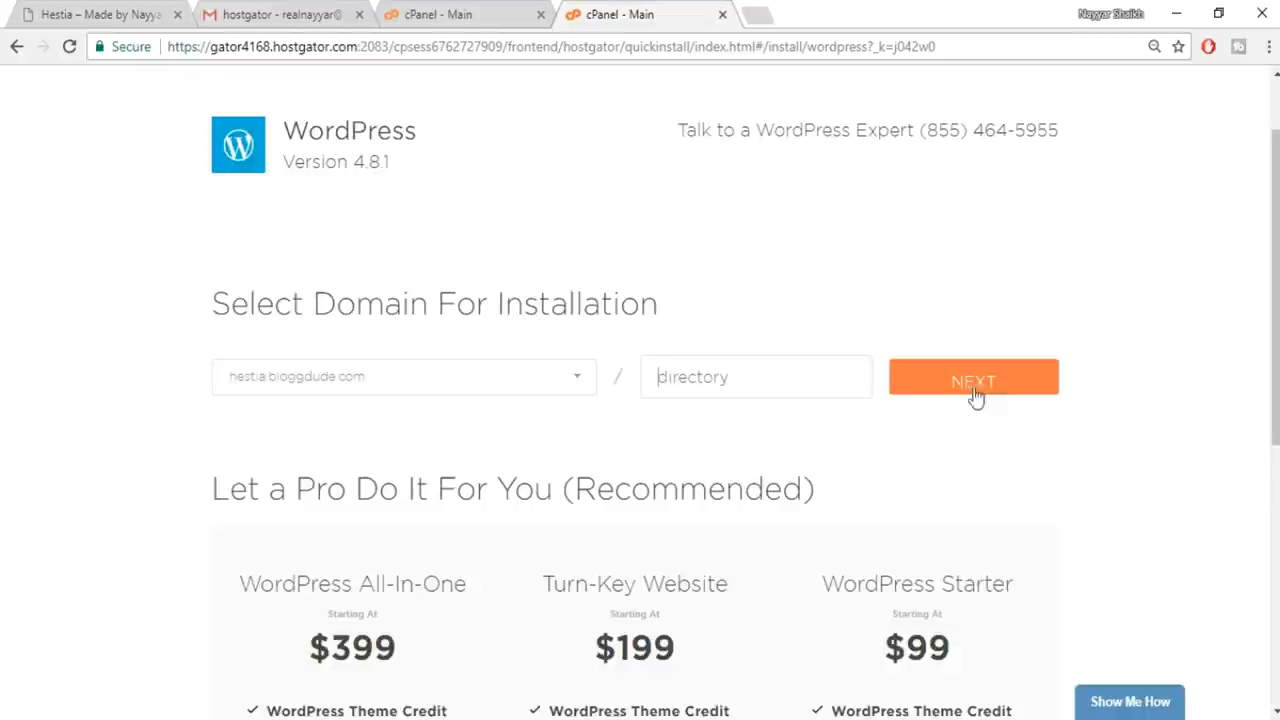 Hestia – Made by Nayya
hostgator - realnayyar@
cPanel - Main
cPanel - Main
Nayyar Shaikh
Secure
https://gator4168.hostgator.com:2083/cpsess6762727909/frontend/hostgator/quickinstall/index.html#/install/wordpress?_k=j042w0
WordPress
Version 4.8.1
Talk to a WordPress Expert (855) 464-5955
Select Domain For Installation
hestia.bloggdude.com
/
directory
NEXT
Let a Pro Do It For You (Recommended)
WordPress All-In-One
Starting At
$399
WordPress Theme Credit
Turn-Key Website
Starting At
$199
WordPress Theme Credit
WordPress Starter
Starting At
$99
WordPress Theme Credit
Show Me How